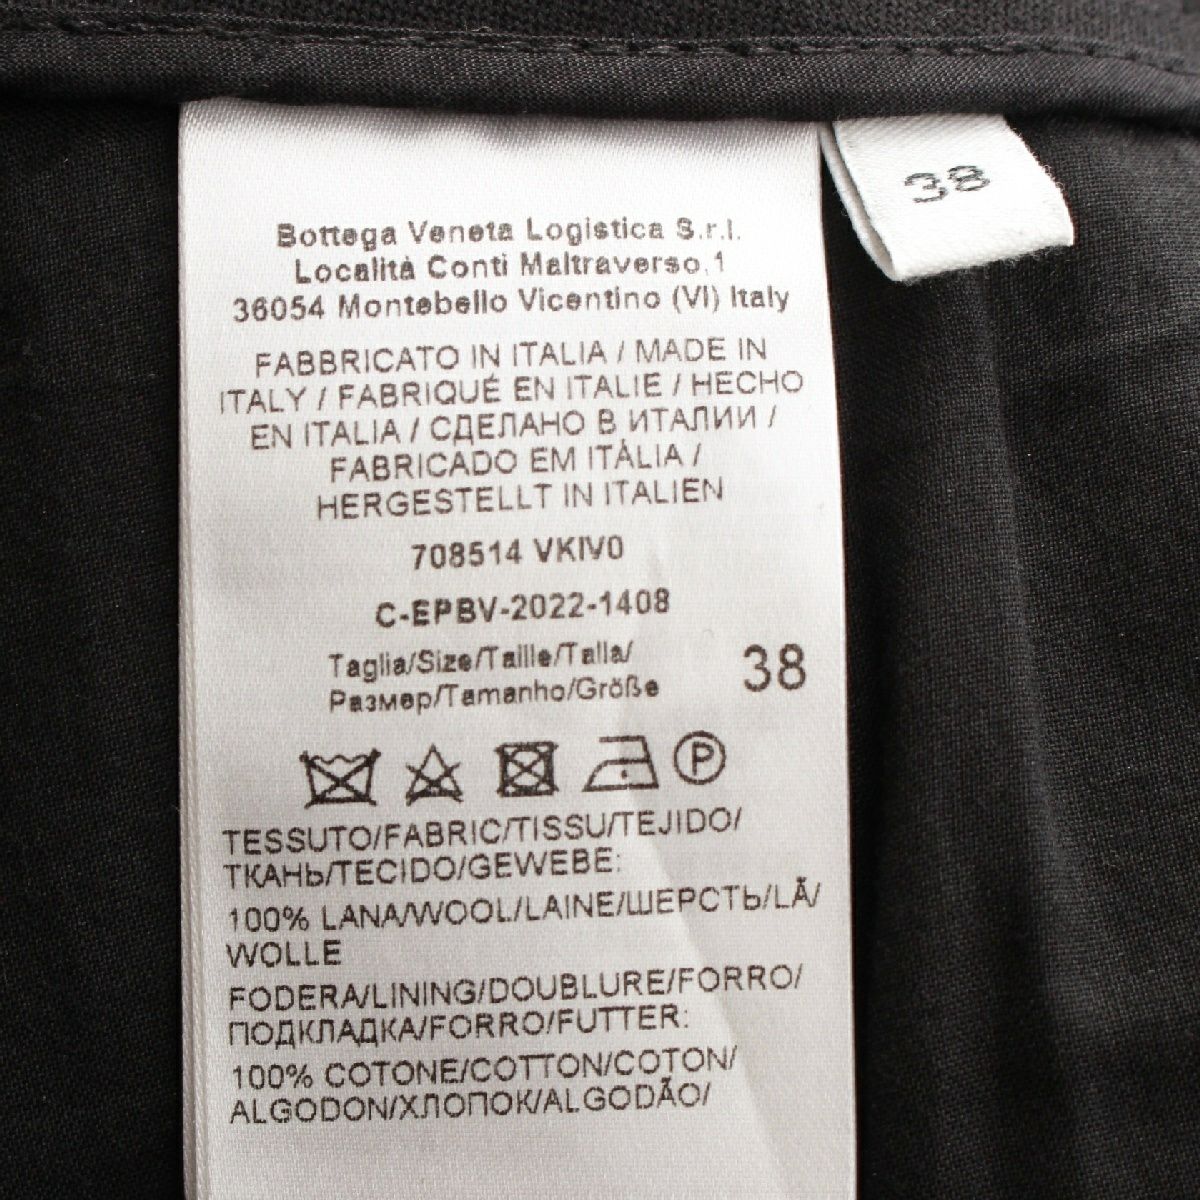 Bottega Veneta Logistica S.r.l.
Località Conti Maltraverso,1
36054 Montebello Vicentino (VI) Italy
FABBRICATO IN ITALIA / MADE IN
ITALY / FABRIQUÉ EN ITALIE / HECHO
EN ITALIA / СДЕЛАНО В ИТАЛИИ /
FABRICADO EM ITÀLIA /
HERGESTELLT IN ITALIEN
708514 VKIV0
C-EPBV-2022-1408
Taglia/Size/Taille/Talla/
Размер/Tamanho/Größe
38
P
TESSUTO/FABRIC/TISSU/TEJIDO/
ТКАНЬ/TECIDO/GEWEBE:
100% LANA/WOOL/LAINE/ШЕРСТЬ/LÃ/
WOLLE
FODERA/LINING/DOUBLURE/FORRO/
ПОДКЛАДКА/FORRO/FUTTER:
100% COTONE/COTTON/COTON/
ALGODON/ХЛОПОК/ALGODÃO/
38